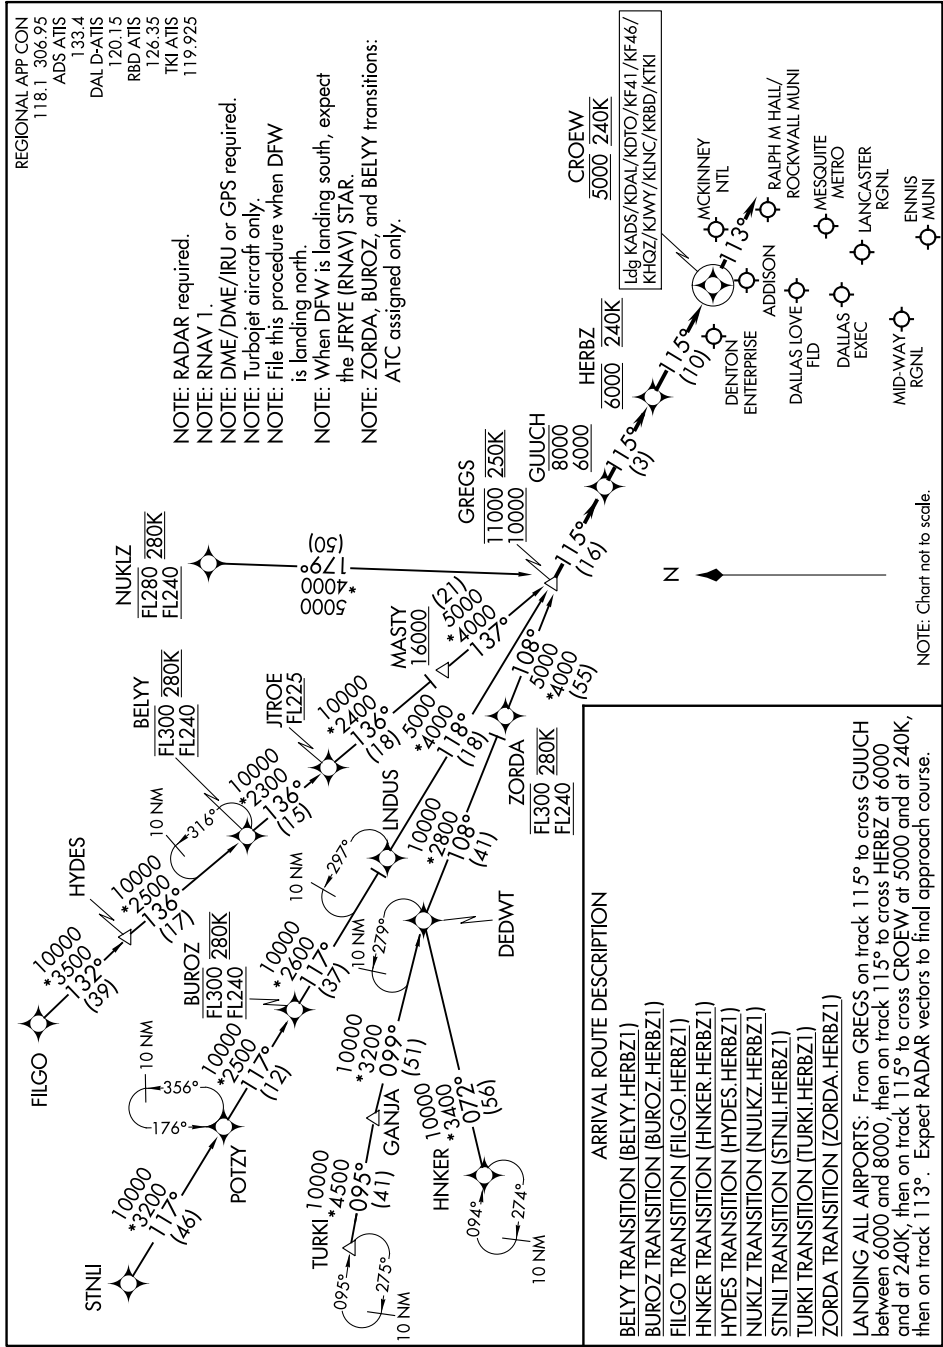 REGIONAL APP CON
118.1 306.95
ADS ATIS
133.4
DAL D-ATIS
120.15
RBD ATIS
126.35
TKI ATIS
119.925
NOTE: RADAR required.
NOTE: RNAV 1.
NOTE: DME/DME/IRU or GPS required.
NOTE: Turbojet aircraft only.
NOTE: File this procedure when DFW
is landing north.
NOTE: When DFW is landing south, expect
the JFRYE (RNAV) STAR.
NOTE: ZORDA, BUROZ, and BELYY transitions:
ATC assigned only.
FILGO
10000
*3500
132°
(39)
HYDES
10000
*2500
136°
(17)
10 NM
316°
BELYY
FL300 280K
FL240
10000
*2300
136°
(15)
JTROE
FL225
10000
*2400
136°
(18)
MASTY
16000
(21)
5000
*4000
137°
NUKLZ
FL280 280K
FL240
5000
*4000
179°
(50)
STNLI
10000
*3200
117°
(46)
POTZY
10 NM
356°
176°
10000
*2500
117°
(12)
BUROZ
FL300 280K
FL240
10000
*2600
117°
(37)
LNDUS
10 NM
297°
5000
*4000
118°
(18)
TURKI
10000
*4500
095°
(41)
095°
275°
10 NM
GANJA
10000
*3200
099°
(51)
HNKER
10000
*3400
072°
(56)
094°
274°
10 NM
DEDWT
10 NM
279°
10000
*2800
108°
(41)
ZORDA
FL300 280K
FL240
108°
5000
*4000
(55)
GREGS
11000 250K
10000
115°
(16)
GUUCH
8000
6000
115°
(3)
HERBZ
6000 240K
115°
(10)
CROEW
5000 240K
Ldg KADS/KDAL/KDTO/KF41/KF46/
KHQZ/KJWY/KLNC/KRBD/KTKI
113°
MCKINNEY
NTL
RALPH M HALL/
ROCKWALL MUNI
MESQUITE
METRO
LANCASTER
RGNL
ENNIS
MUNI
ADDISON
DENTON
ENTERPRISE
DALLAS LOVE
FLD
DALLAS
EXEC
MID-WAY
RGNL
N
NOTE: Chart not to scale.
ARRIVAL ROUTE DESCRIPTION
BELYY TRANSITION (BELYY.HERBZ1)
BUROZ TRANSITION (BUROZ.HERBZ1)
FILGO TRANSITION (FILGO.HERBZ1)
HNKER TRANSITION (HNKER.HERBZ1)
HYDES TRANSITION (HYDES.HERBZ1)
NUKLZ TRANSITION (NULKZ.HERBZ1)
STNLI TRANSITION (STNLI.HERBZ1)
TURKI TRANSITION (TURKI.HERBZ1)
ZORDA TRANSITION (ZORDA.HERBZ1)
LANDING ALL AIRPORTS: From GREGS on track 115° to cross GUUCH
between 6000 and 8000, then on track 115° to cross HERBZ at 6000
and at 240K, then on track 115° to cross CROEW at 5000 and at 240K,
then on track 113°. Expect RADAR vectors to final approach course.